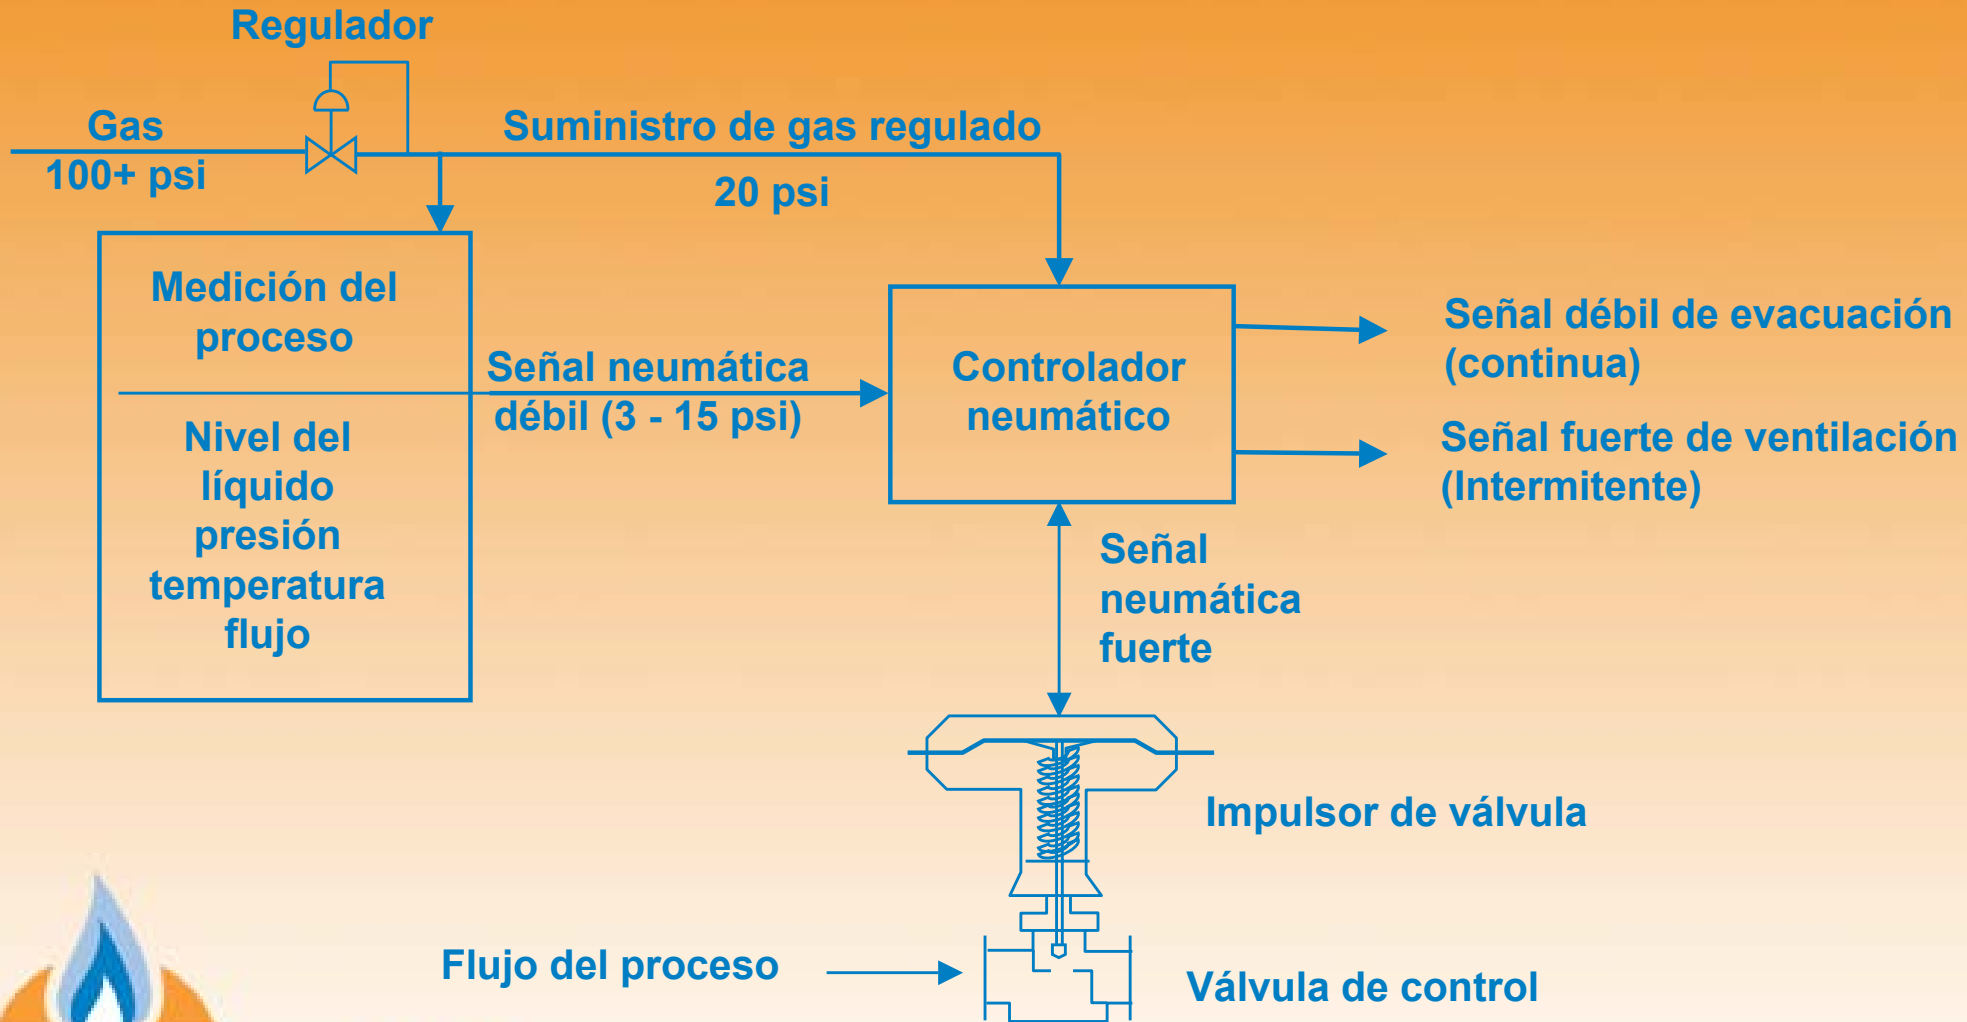 Regulador
Gas
100+ psi
Suministro de gas regulado
20 psi
Medición del
proceso
Nivel del
líquido
presión
temperatura
flujo
Señal neumática
débil (3 - 15 psi)
Controlador
neumático
Señal débil de evacuación
(continua)
Señal fuerte de ventilación
(Intermitente)
Señal
neumática
fuerte
Impulsor de válvula
Flujo del proceso
Válvula de control